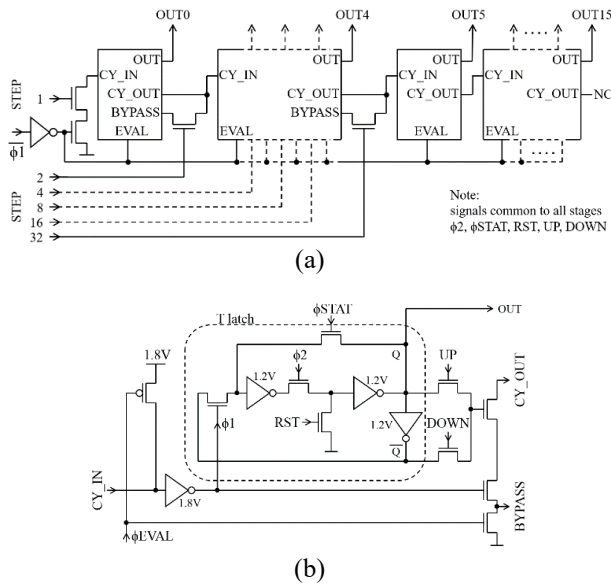 OUT0 OUT4 OUT5 OUT15
OUT OUT OUT OUT
CY_IN CY_IN CY_IN CY_IN
CY_OUT CY_OUT CY_OUT CY_OUT NC
BYPASS BYPASS
EVAL EVAL EVAL EVAL
STEP
1
ϕ1
2
4
8
16
32
STEP
Note:
signals common to all stages
ϕ2, ϕSTAT, RST, UP, DOWN
(a)
ϕSTAT
OUT
T latch
1.8V
ϕ2
Q
UP
1.2V
1.2V
CY_OUT
RST
ϕ1
1.2V
DOWN
Q
CY_IN
1.8V
BYPASS
ϕEVAL
(b)